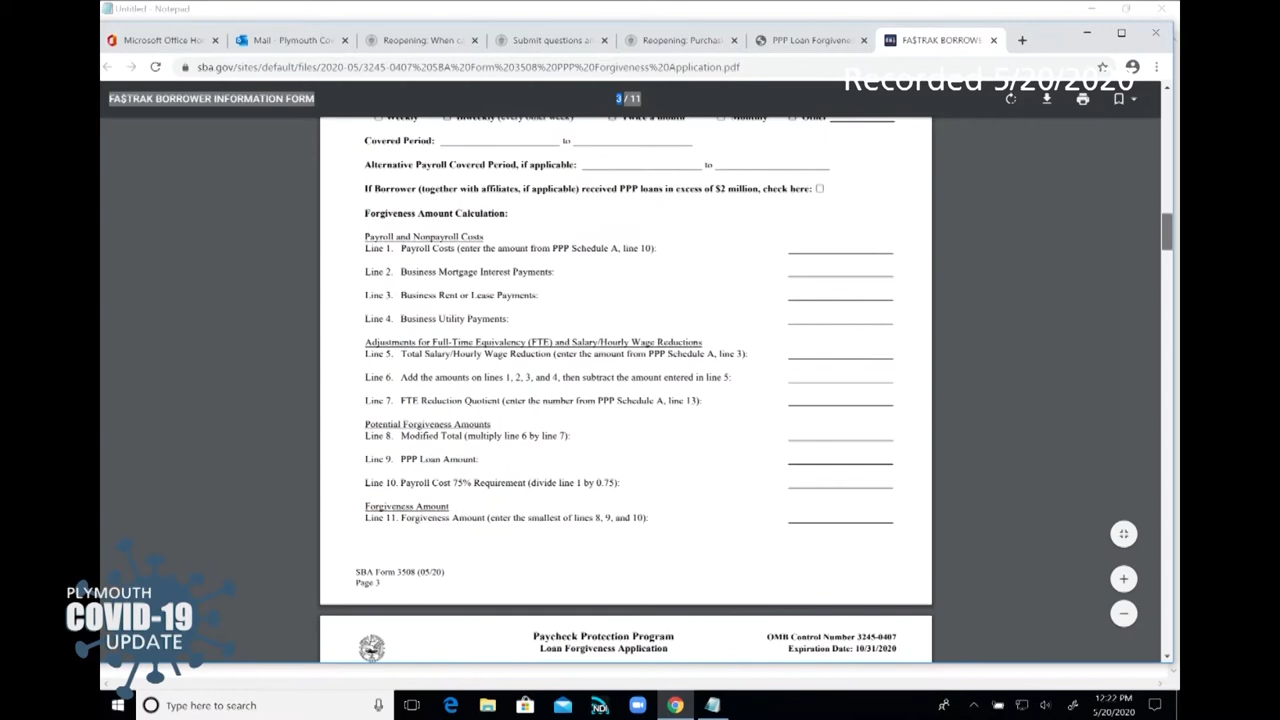 Untitled - Notepad
Microsoft Office Ho
Mail - Plymouth Co
Reopening: When c
Submit questions a
Reopening: Purcha
PPP Loan Forgivene
FA$TRAK BORROWE
sba.gov/sites/default/files/2020-05/3245-0407%20SBA%20Form%203508%20PPP%20Forgiveness%20Application.pdf
Recorded 5/20/2020
FA$TRAK BORROWER INFORMATION FORM
3 / 11
Weekly Biweekly (every other week) Twice a month Monthly Other
Covered Period: to
Alternative Payroll Covered Period, if applicable: to
If Borrower (together with affiliates, if applicable) received PPP loans in excess of $2 million, check here:
Forgiveness Amount Calculation:
Payroll and Nonpayroll Costs
Line 1. Payroll Costs (enter the amount from PPP Schedule A, line 10):
Line 2. Business Mortgage Interest Payments:
Line 3. Business Rent or Lease Payments:
Line 4. Business Utility Payments:
Adjustments for Full-Time Equivalency (FTE) and Salary/Hourly Wage Reductions
Line 5. Total Salary/Hourly Wage Reduction (enter the amount from PPP Schedule A, line 3):
Line 6. Add the amounts on lines 1, 2, 3, and 4, then subtract the amount entered in line 5:
Line 7. FTE Reduction Quotient (enter the number from PPP Schedule A, line 13):
Potential Forgiveness Amounts
Line 8. Modified Total (multiply line 6 by line 7):
Line 9. PPP Loan Amount:
Line 10. Payroll Cost 75% Requirement (divide line 1 by 0.75):
Forgiveness Amount
Line 11. Forgiveness Amount (enter the smallest of lines 8, 9, and 10):
SBA Form 3508 (05/20)
Page 3
Paycheck Protection Program
Loan Forgiveness Application
OMB Control Number 3245-0407
Expiration Date: 10/31/2020
PLYMOUTH
COVID-19
UPDATE
Type here to search
12:22 PM
5/20/2020